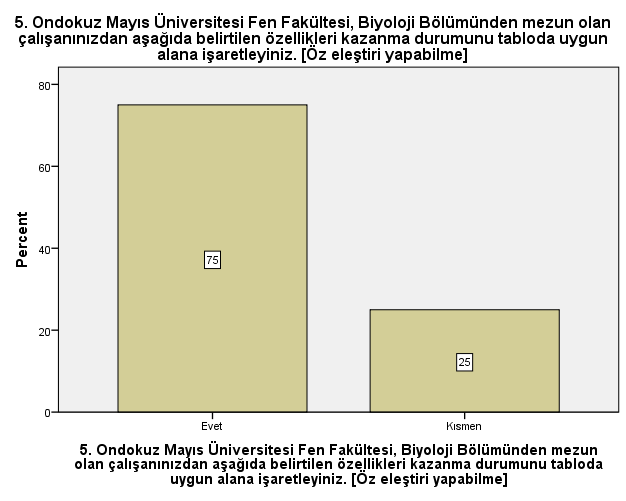 5. Ondokuz Mayıs Üniversitesi Fen Fakültesi, Biyoloji Bölümünden mezun olan
çalışanınızdan aşağıda belirtilen özellikleri kazanma durumunu tabloda uygun
alana işaretleyiniz. [Öz eleştiri yapabilme]
80
60
40
20
0
Percent
75
25
Evet
Kısmen
5. Ondokuz Mayıs Üniversitesi Fen Fakültesi, Biyoloji Bölümünden mezun
olan çalışanınızdan aşağıda belirtilen özellikleri kazanma durumunu tabloda
uygun alana işaretleyiniz. [Öz eleştiri yapabilme]